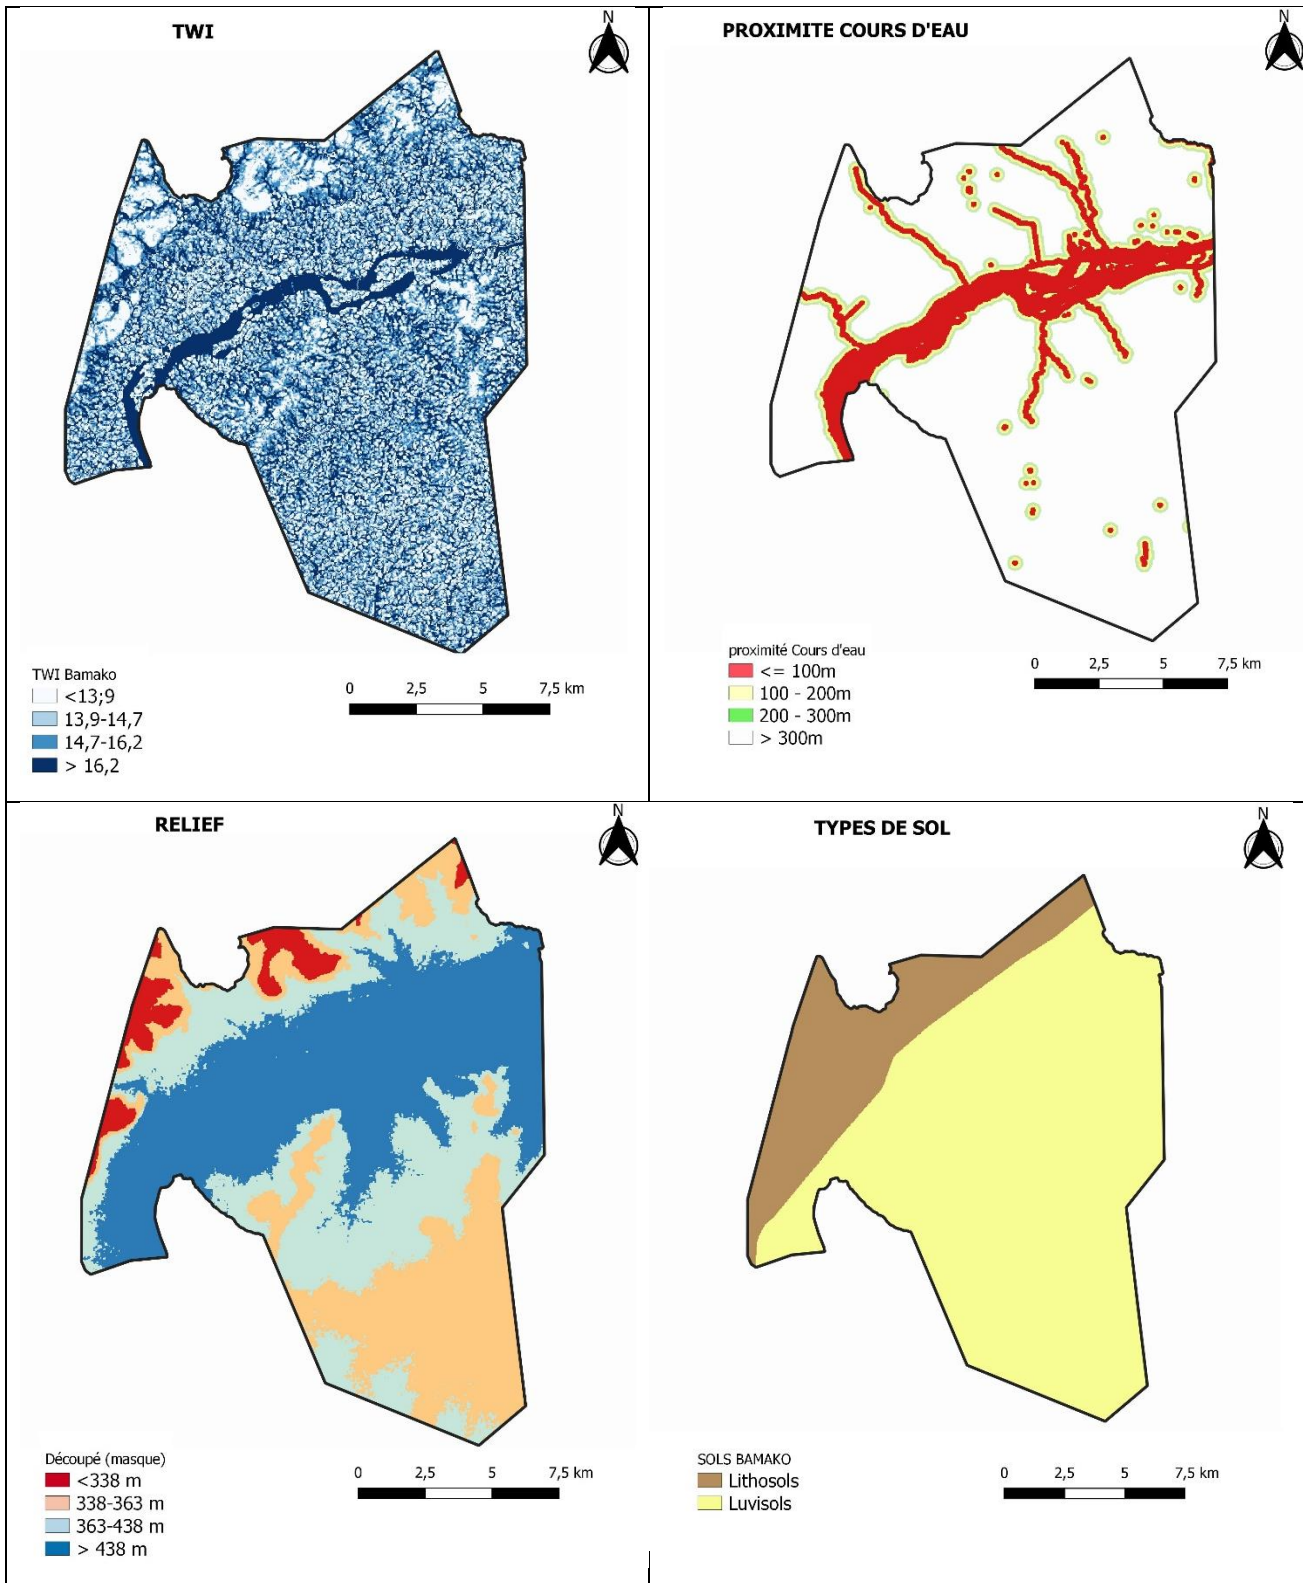 TWI
N
TWI Bamako
<13;9
13,9-14,7
14,7-16,2
> 16,2
0 2,5 5 7,5 km
PROXIMITE COURS D'EAU
N
proximité Cours d'eau
<= 100m
100 - 200m
200 - 300m
> 300m
0 2,5 5 7,5 km
RELIEF
N
Découpé (masque)
<338 m
338-363 m
363-438 m
> 438 m
0 2,5 5 7,5 km
TYPES DE SOL
N
SOLS BAMAKO
Lithosols
Luvisols
0 2,5 5 7,5 km